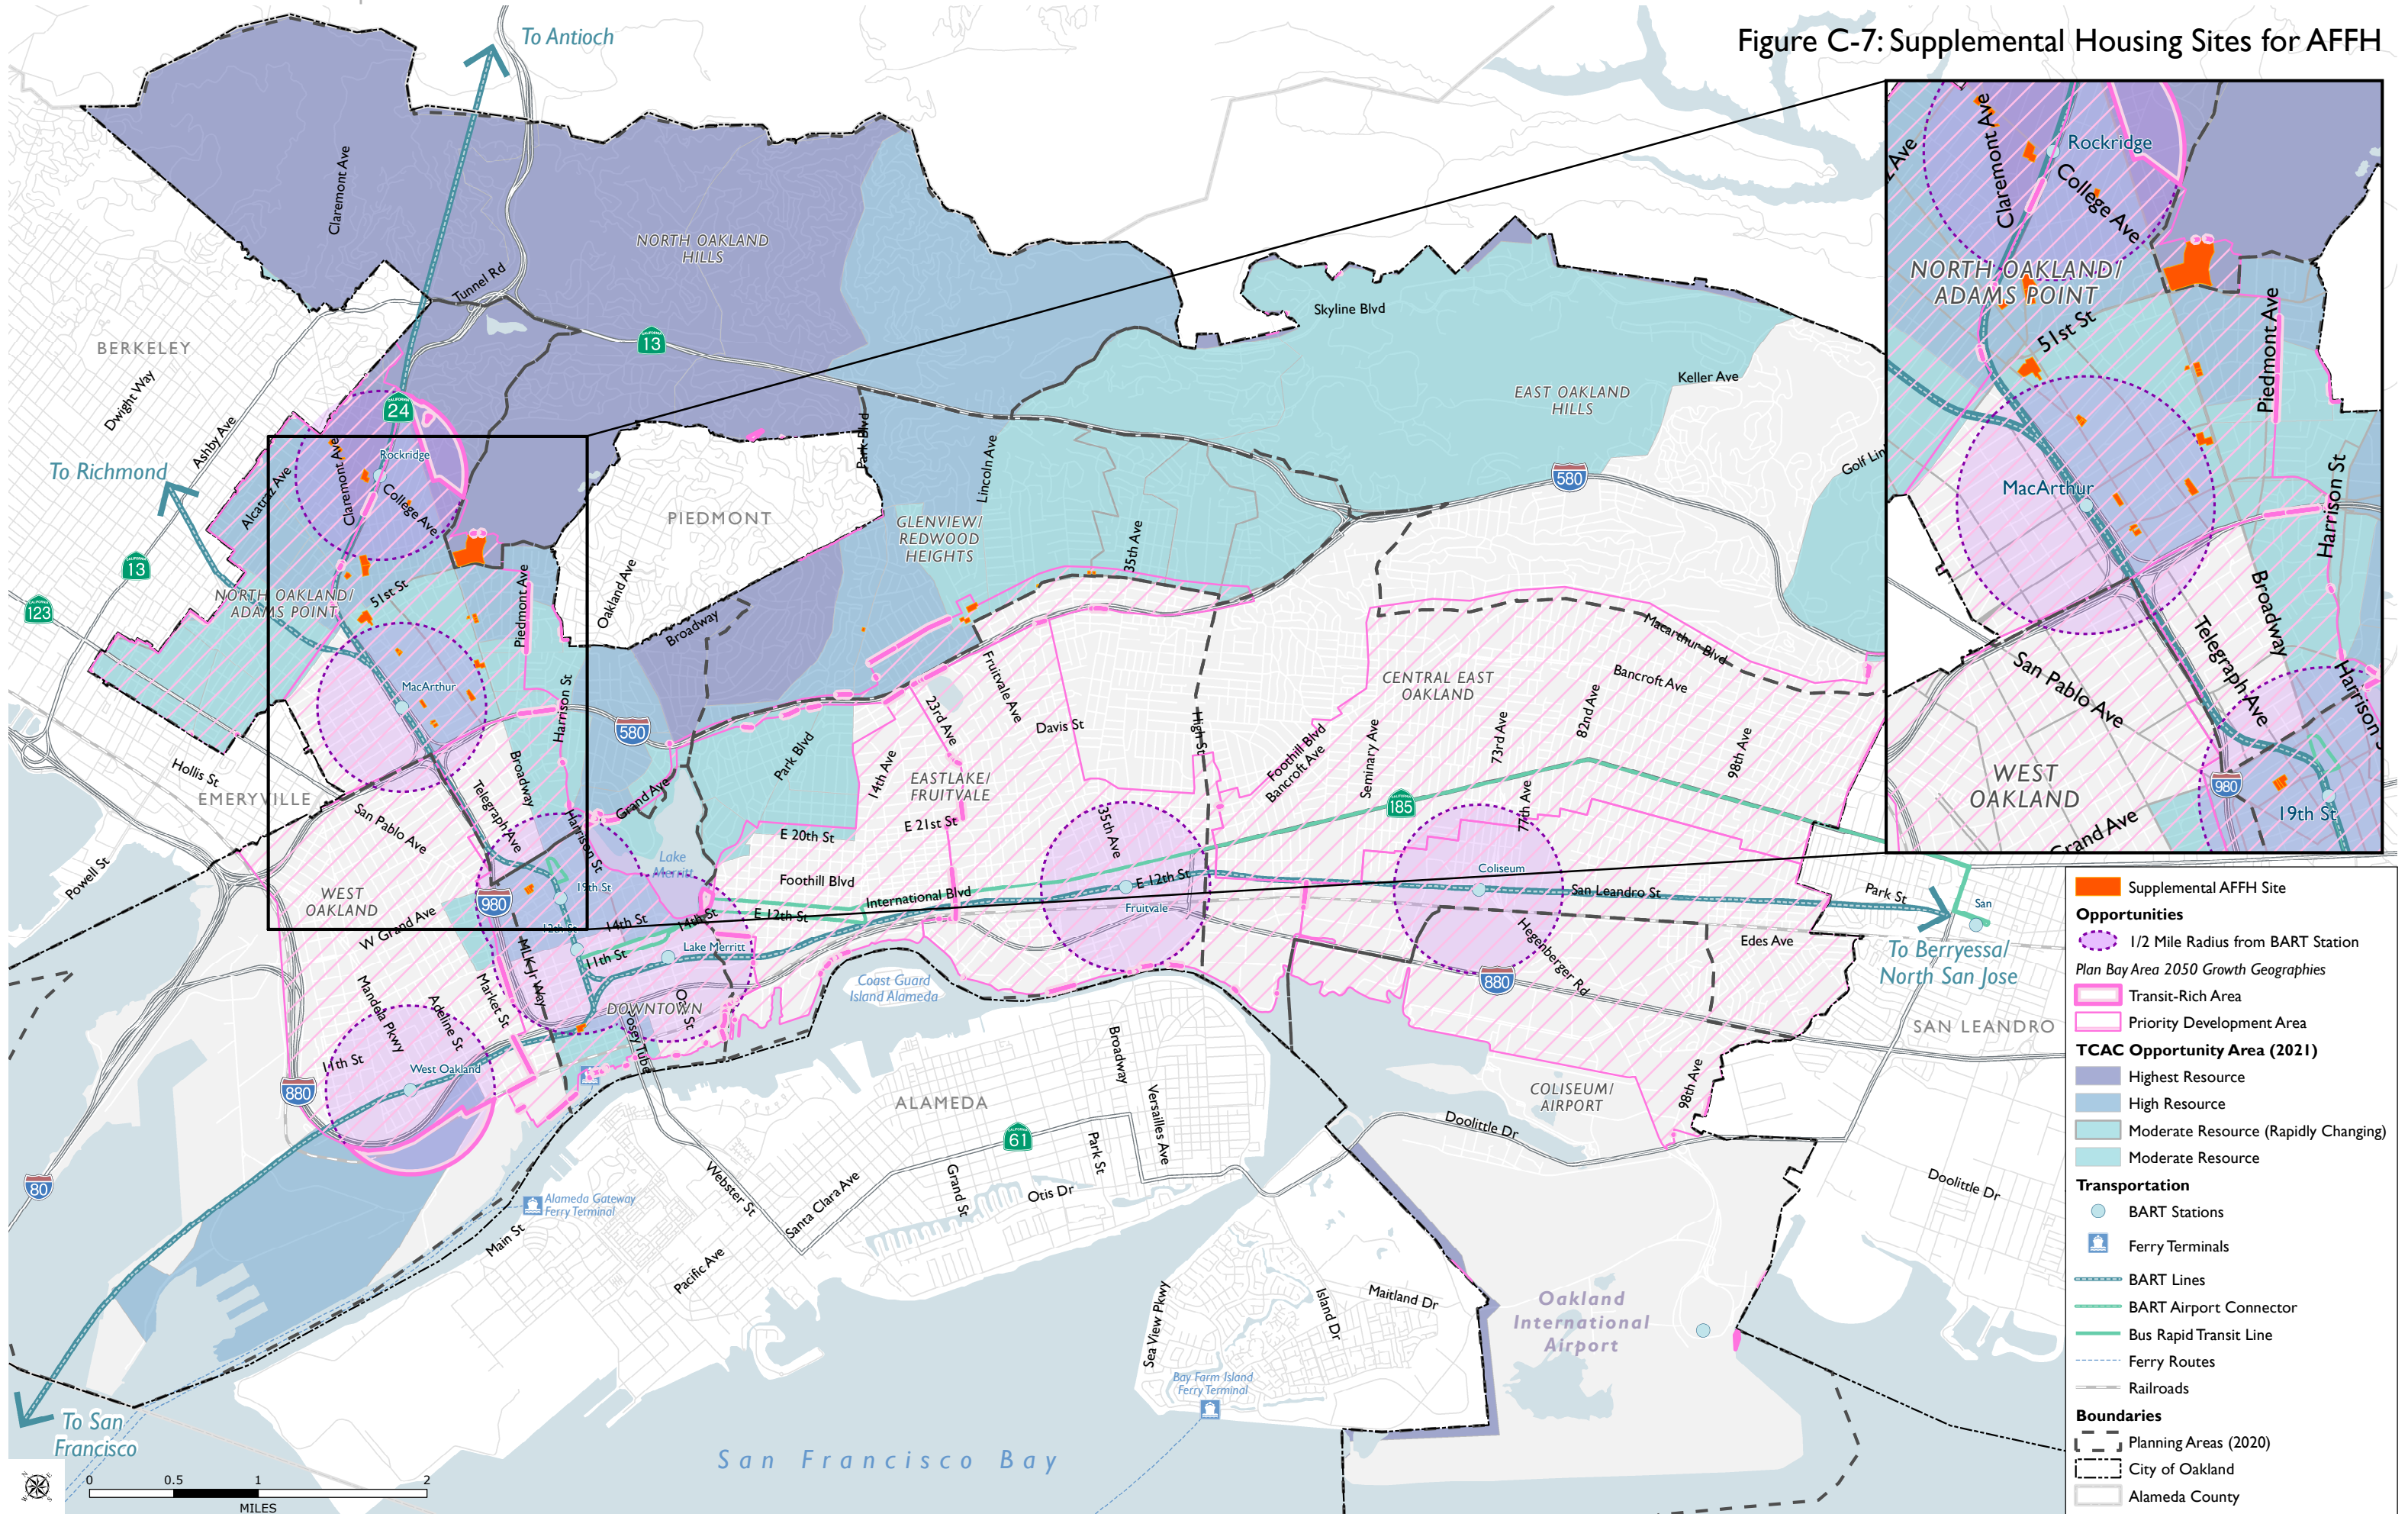 Figure C-7: Supplemental Housing Sites for AFFH
To Antioch
Claremont Ave
NORTH OAKLAND
HILLS
Tunnel Rd
13
BERKELEY
Dwight Way
Ashby Ave
To Richmond
Alcatraz Ave
24
Claremont Ave
Rockridge
College Ave
13
123
NORTH OAKLAND/
ADAMS POINT
51st St
Piedmont Ave
MacArthur
PIEDMONT
Oakland Ave
Broadway
Park Blvd
Lincoln Ave
GLENVIEW/
REDWOOD
HEIGHTS
35th Ave
Skyline Blvd
EAST OAKLAND
HILLS
Keller Ave
580
Harrison St
580
Hollis St
EMERYVILLE
San Pablo Ave
Telegraph Ave
Broadway
Harrison St
Grand Ave
Lake
Merritt
Park Blvd
14th Ave
23rd Ave
Fruitvale Ave
Davis St
High St
EASTLAKE/
FRUITVALE
E 21st St
E 20th St
Foothill Blvd
International Blvd
E 12th St
E 12th St
35th Ave
Fruitvale
CENTRAL EAST
OAKLAND
Macarthur Blvd
Bancroft Ave
Foothill Blvd
Bancroft Ave
Seminary Ave
73rd Ave
77th Ave
82nd Ave
98th Ave
185
Coliseum
San Leandro St
Park St
San
To Berryessa/
North San Jose
Edes Ave
Hegenberger Rd
880
SAN LEANDRO
Powell St
WEST
OAKLAND
W Grand Ave
980
19th St
12th St
14th St
14th St
11th St
Lake Merritt
MLK Jr Way
Market St
Adeline St
Mandela Pkwy
11th St
West Oakland
DOWNTOWN
Posey Tube
880
80
Coast Guard
Island Alameda
ALAMEDA
Broadway
Versailles Ave
61
Park St
Grand St
Otis Dr
Santa Clara Ave
Webster St
Pacific Ave
Main St
Alameda Gateway
Ferry Terminal
COLISEUM/
AIRPORT
98th Ave
Doolittle Dr
Doolittle Dr
Sea View Pkwy
Island Dr
Maitland Dr
Bay Farm Island
Ferry Terminal
Oakland
International
Airport
San Francisco Bay
To San
Francisco
0 0.5 1 2
MILES
Claremont Ave
Rockridge
College Ave
NORTH OAKLAND/
ADAMS POINT
51st St
Piedmont Ave
MacArthur
Harrison St
Broadway
Telegraph Ave
San Pablo Ave
WEST
OAKLAND
980
19th St
Supplemental AFFH Site
Opportunities
1/2 Mile Radius from BART Station
Plan Bay Area 2050 Growth Geographies
Transit-Rich Area
Priority Development Area
TCAC Opportunity Area (2021)
Highest Resource
High Resource
Moderate Resource (Rapidly Changing)
Moderate Resource
Transportation
BART Stations
Ferry Terminals
BART Lines
BART Airport Connector
Bus Rapid Transit Line
Ferry Routes
Railroads
Boundaries
Planning Areas (2020)
City of Oakland
Alameda County